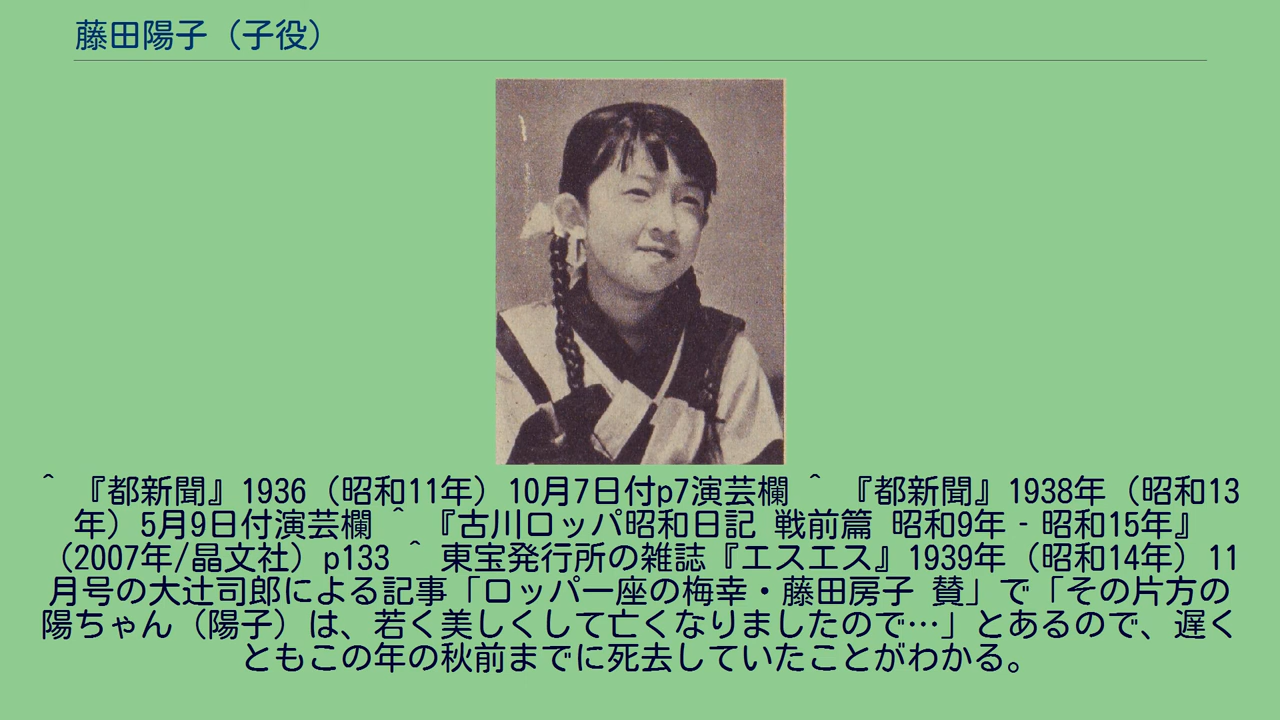 藤田陽子（子役）
^ 『都新聞』1936（昭和11年）10月7日付p7演芸欄 ^ 『都新聞』1938年（昭和13
年）5月9日付演芸欄 ^ 『古川ロッパ昭和日記 戦前篇 昭和9年 - 昭和15年』
（2007年/晶文社）p133 ^ 東宝発行所の雑誌『エスエス』1939年（昭和14年）11
月号の大辻司郎による記事「ロッパ一座の梅幸・藤田房子 賛」で「その片方の
陽ちゃん（陽子）は、若く美しくして亡くなりましたので…」とあるので、遅く
ともこの年の秋前までに死去していたことがわかる。